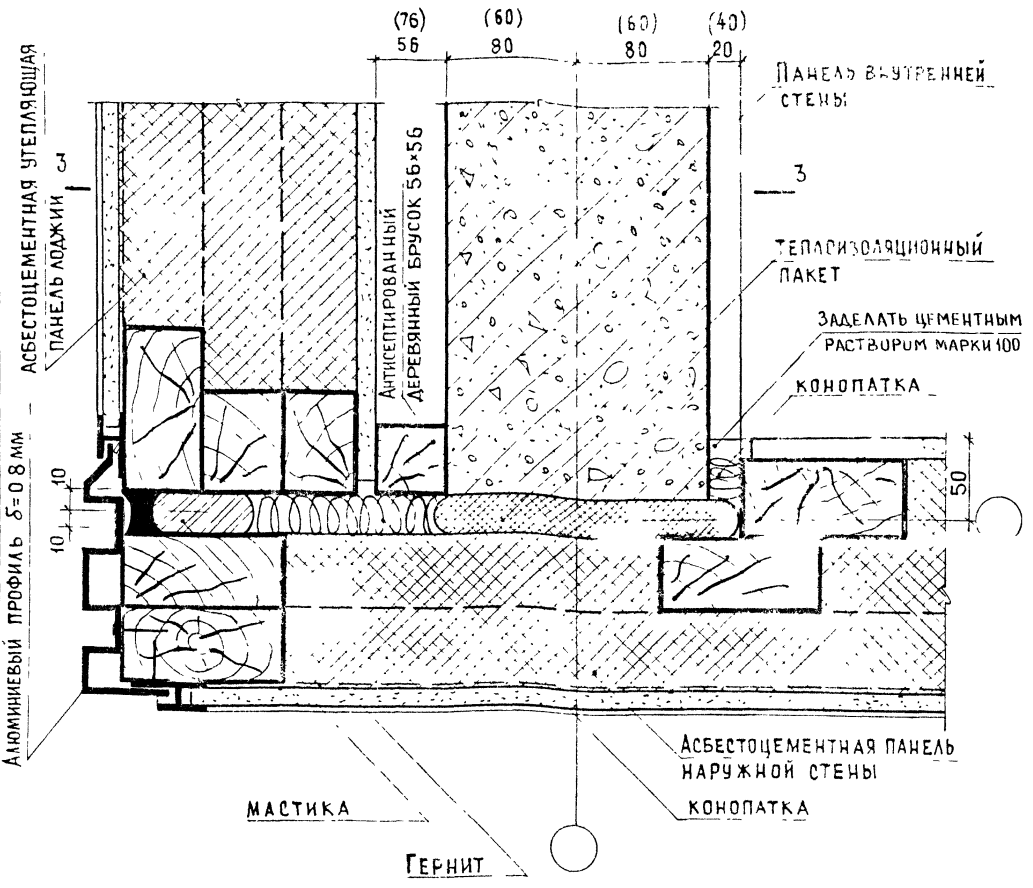 (76) (60) (60) (40)
56 80 80 20
ПАНЕЛЬ ВНУТРЕННЕЙ
СТЕНЫ
АСБЕСТОЦЕМЕНТНАЯ УТЕПЛЯЮЩАЯ
ПАНЕЛЬ ЛОДЖИИ
3
3
АНТИСЕПТИРОВАННЫЙ
ДЕРЕВЯННЫЙ БРУСОК 56×56
ТЕПЛОИЗОЛЯЦИОННЫЙ
ПАКЕТ
ЗАДЕЛАТЬ ЦЕМЕНТНЫМ
РАСТВОРОМ МАРКИ 100
КОНОПАТКА
10
10
50
АЛЮМИНИЕВЫЙ ПРОФИЛЬ δ=0 8 ММ
АСБЕСТОЦЕМЕНТНАЯ ПАНЕЛЬ
НАРУЖНОЙ СТЕНЫ
МАСТИКА
КОНОПАТКА
ГЕРНИТ